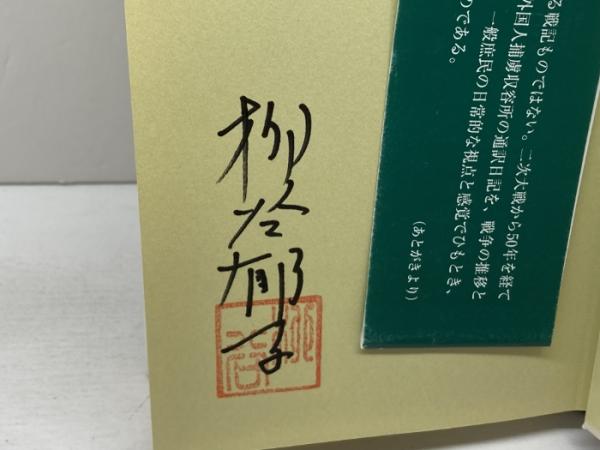 る戦記ものではない。二次大戦から50年を経て
外国人捕虜収容所の通訳日記を、戦争の推移と
一般庶民の日常的な視点と感覚でひもとき、
のである。
(あとがきより)
柳谷郁子